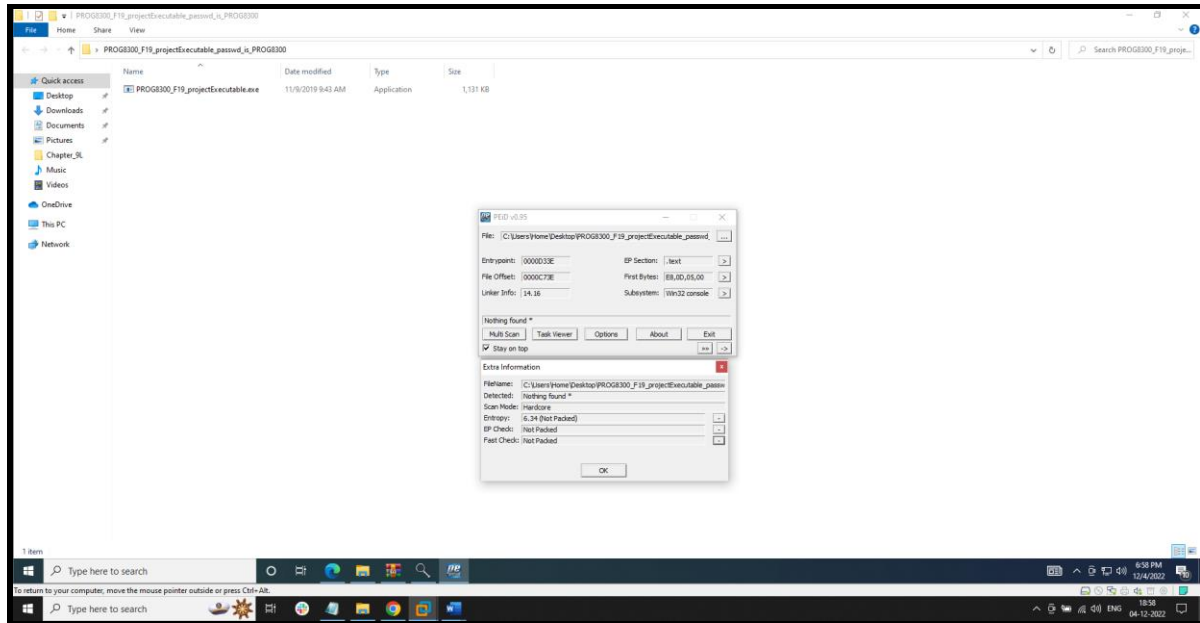 PROG8300_F19_projectExecutable_passwd_is_PROG8300
File Home Share View
PROG8300_F19_projectExecutable_passwd_is_PROG8300
Search PROG8300_F19_proje...
Name Date modified Type Size
PROG8300_F19_projectExecutable.exe 11/9/2019 9:43 AM Application 1,131 KB
Quick access
Desktop
Downloads
Documents
Pictures
Chapter_9L
Music
Videos
OneDrive
This PC
Network
PEiD v0.95
File: C:\Users\Home\Desktop\PROG8300_F19_projectExecutable_passwd_ ...
Entrypoint: 0000D33E EP Section: .text >
File Offset: 0000C73E First Bytes: E8,0D,05,00 >
Linker Info: 14.16 Subsystem: Win32 console >
Nothing found *
Multi Scan Task Viewer Options About Exit
Stay on top >> ->
Extra Information x
FileName: C:\Users\Home\Desktop\PROG8300_F19_projectExecutable_passw
Detected: Nothing found *
Scan Mode: Hardcore
Entropy: 6.34 (Not Packed) -
EP Check: Not Packed -
Fast Check: Not Packed -
OK
1 item
Type here to search
6:58 PM
12/4/2022
To return to your computer, move the mouse pointer outside or press Ctrl+Alt.
Type here to search
ENG
18:58
04-12-2022